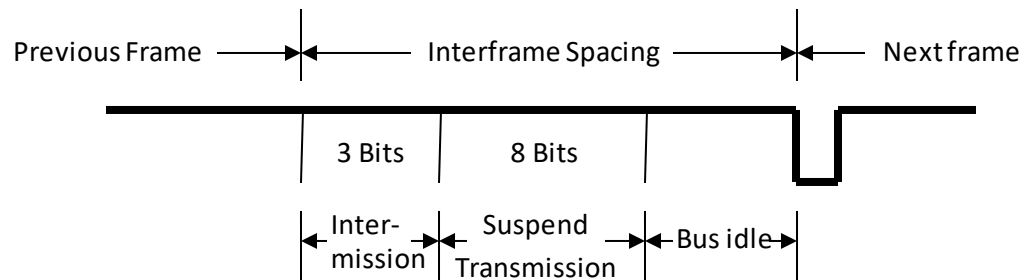 Previous Frame
Interframe Spacing
Next frame
3 Bits
8 Bits
Inter-
mission
Suspend
Transmission
Bus idle